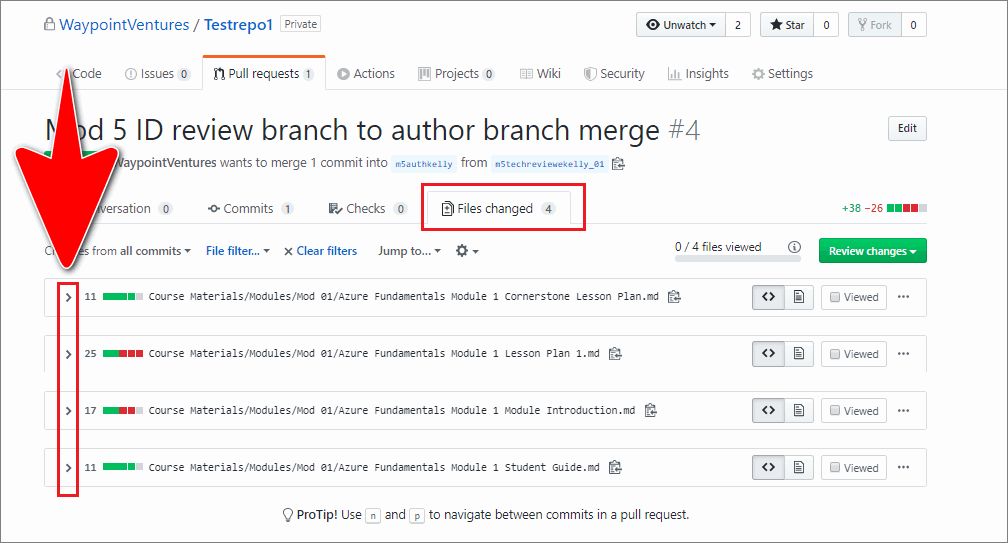 WaypointVentures / Testrepo1 Private Unwatch 2 Star 0 Fork 0
Code Issues 0 Pull requests 1 Actions Projects 0 Wiki Security Insights Settings
Mod 5 ID review branch to author branch merge #4 Edit
WaypointVentures wants to merge 1 commit into m5authkelly from m5techreviewekelly_01
nversation 0 Commits 1 Checks 0 Files changed 4 +38 −26
from all commits File filter... Clear filters Jump to... 0 / 4 files viewed Review changes
11 Course Materials/Modules/Mod 01/Azure Fundamentals Module 1 Cornerstone Lesson Plan.md <> Viewed ...
25 Course Materials/Modules/Mod 01/Azure Fundamentals Module 1 Lesson Plan 1.md <> Viewed ...
17 Course Materials/Modules/Mod 01/Azure Fundamentals Module 1 Module Introduction.md <> Viewed ...
11 Course Materials/Modules/Mod 01/Azure Fundamentals Module 1 Student Guide.md <> Viewed ...
ProTip! Use n and p to navigate between commits in a pull request.